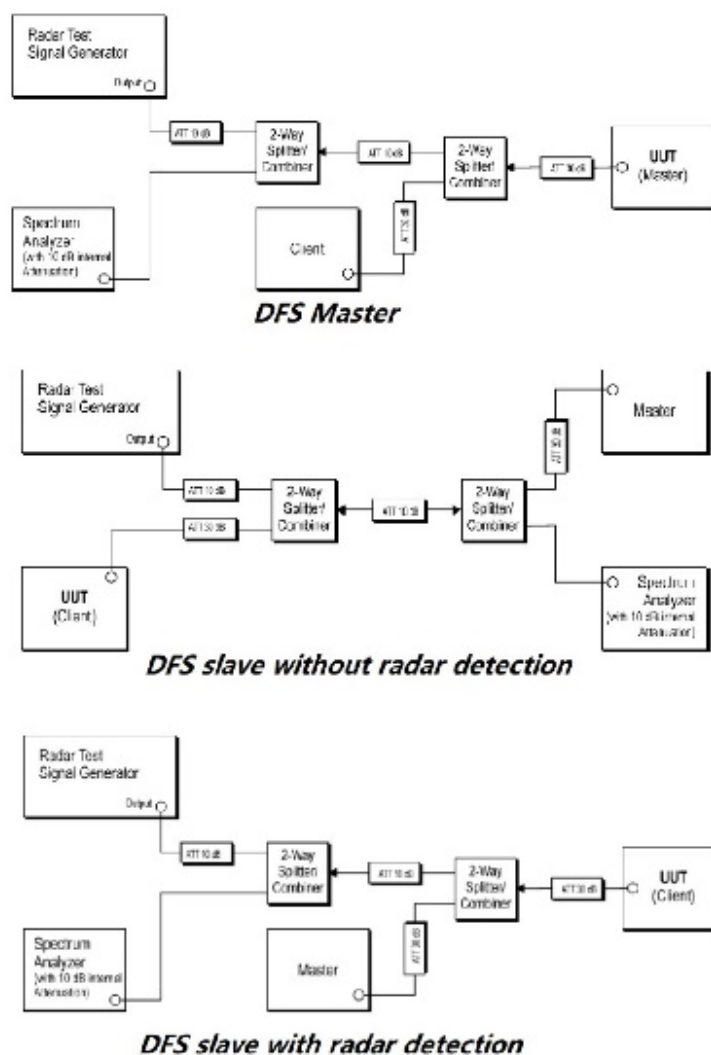 Radar Test
Signal Generator
Output
ATT 10 dB
2-Way
Splitter/
Combiner
ATT 10 dB
2-Way
Splitter/
Combiner
UUT
(Master)
Spectrum
Analyzer
(with 10 dB internal
Attenuation)
Client
DFS Master
Radar Test
Signal Generator
Output
Master
ATT 10 dB
2-Way
Splitter/
Combiner
ATT 10 dB
2-Way
Splitter/
Combiner
ATT 30 dB
UUT
(Client)
Spectrum
Analyzer
(with 10 dB internal
Attenuation)
DFS slave without radar detection
Radar Test
Signal Generator
Output
ATT 10 dB
2-Way
Splitter/
Combiner
ATT 10 dB
2-Way
Splitter/
Combiner
ATT 30 dB
UUT
(Client)
Spectrum
Analyzer
(with 10 dB internal
Attenuation)
Master
ATT 30 dB
DFS slave with radar detection